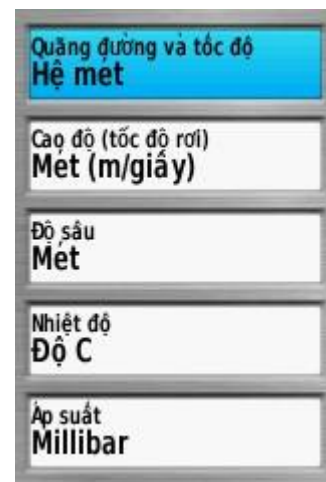 Quãng đường và tốc độ
Hệ mét
Cao độ (tốc độ rơi)
Mét (m/giây)
Độ sâu
Mét
Nhiệt độ
Độ C
Áp suất
Millibar